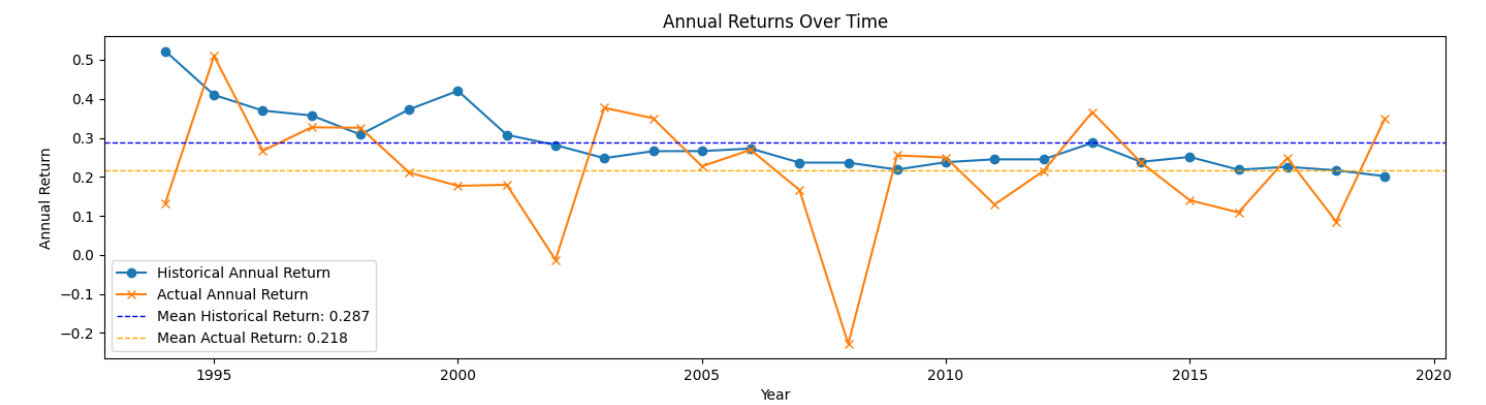 Annual Returns Over Time
Annual Return
0.5
0.4
0.3
0.2
0.1
0.0
−0.1
−0.2
Historical Annual Return
Actual Annual Return
Mean Historical Return: 0.287
Mean Actual Return: 0.218
1995 2000 2005 2010 2015 2020
Year